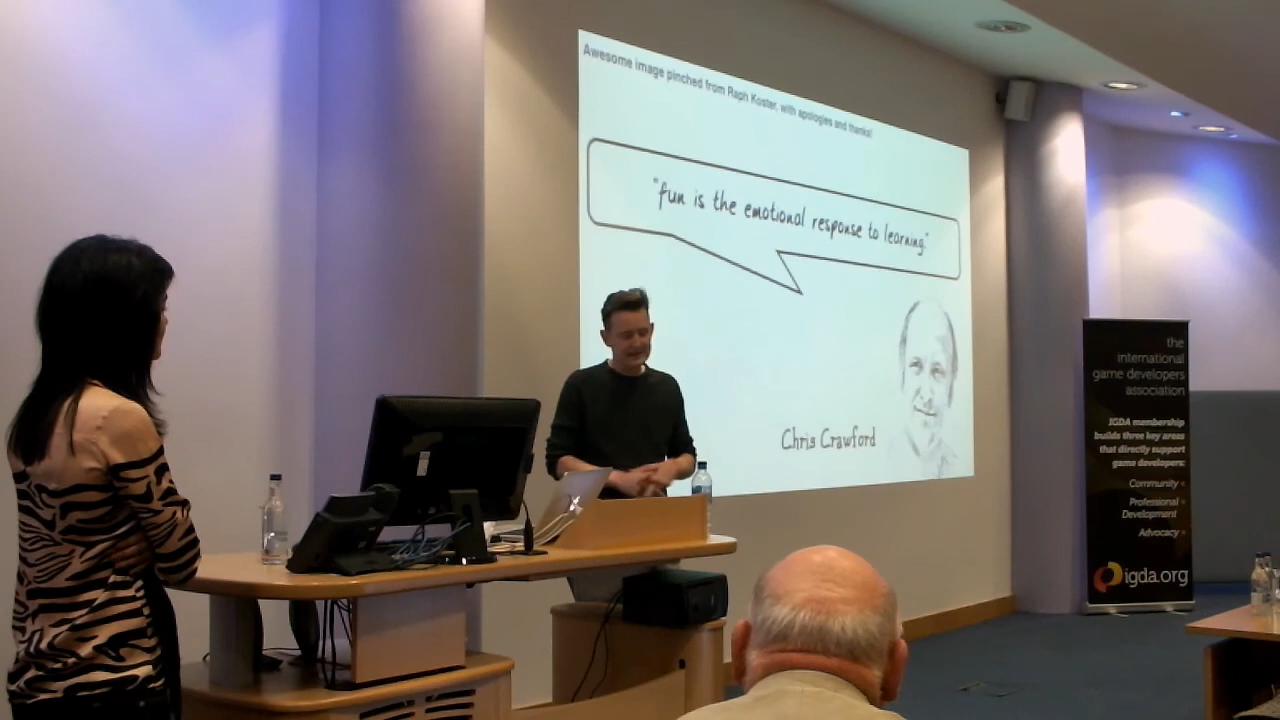 Awesome image pinched from Raph Koster, with apologies and thanks!
"fun is the emotional response to learning."
Chris Crawford
the
international
game developers
association
IGDA membership
builds three key areas
that directly support
game developers:
Community
Professional
Development
Advocacy
igda.org